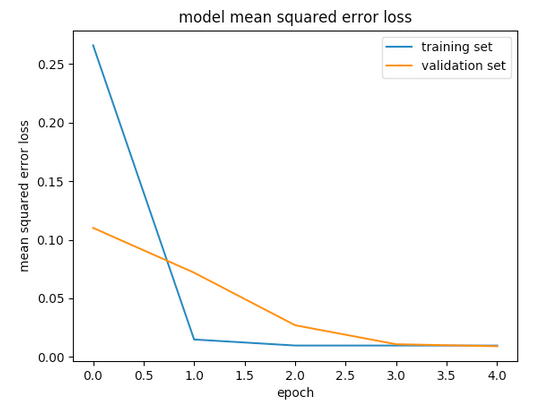 model mean squared error loss
training set
validation set
0.25
0.20
0.15
0.10
0.05
0.00
mean squared error loss
0.0 0.5 1.0 1.5 2.0 2.5 3.0 3.5 4.0
epoch